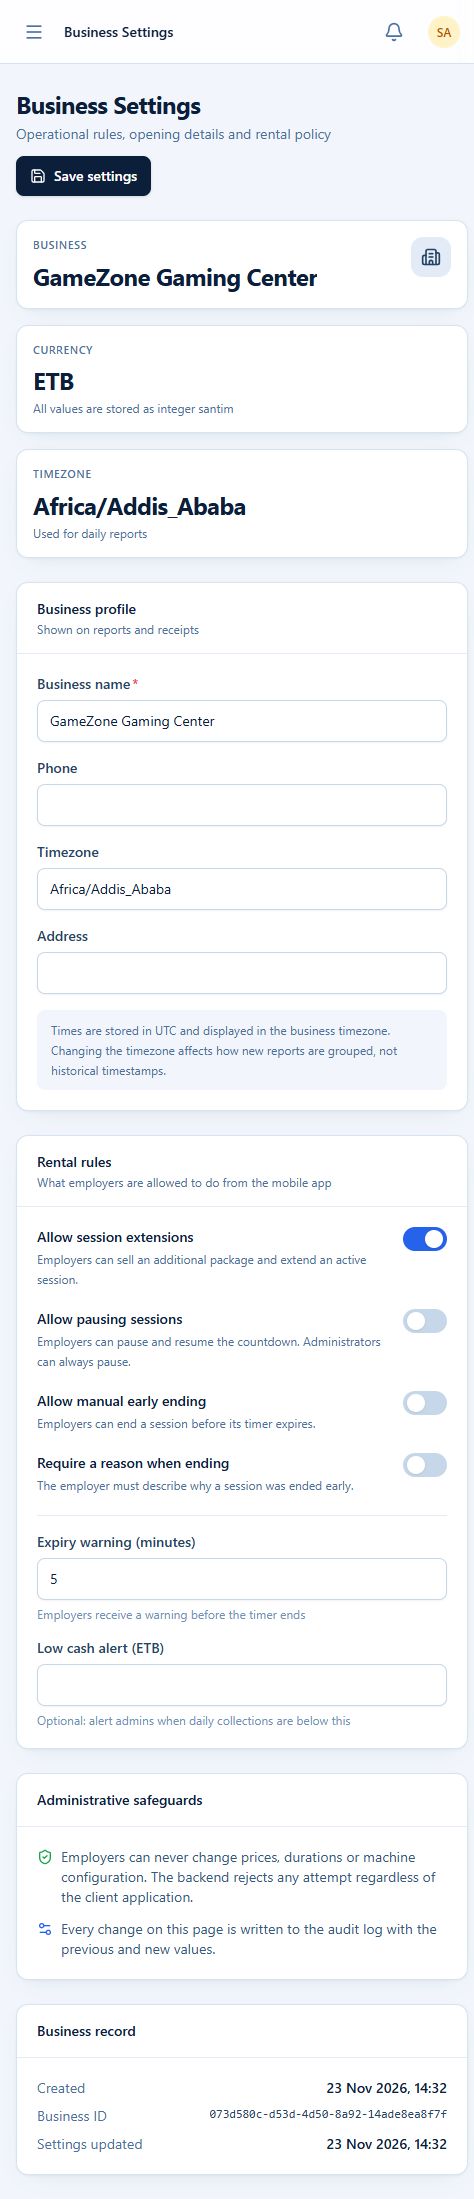 Business Settings
SA
Business Settings
Operational rules, opening details and rental policy
Save settings
BUSINESS
GameZone Gaming Center
CURRENCY
ETB
All values are stored as integer santim
TIMEZONE
Africa/Addis_Ababa
Used for daily reports
Business profile
Shown on reports and receipts
Business name*
GameZone Gaming Center
Phone
Timezone
Africa/Addis_Ababa
Address
Times are stored in UTC and displayed in the business timezone.
Changing the timezone affects how new reports are grouped, not
historical timestamps.
Rental rules
What employers are allowed to do from the mobile app
Allow session extensions
Employers can sell an additional package and extend an active
session.
Allow pausing sessions
Employers can pause and resume the countdown. Administrators
can always pause.
Allow manual early ending
Employers can end a session before its timer expires.
Require a reason when ending
The employer must describe why a session was ended early.
Expiry warning (minutes)
5
Employers receive a warning before the timer ends
Low cash alert (ETB)
Optional: alert admins when daily collections are below this
Administrative safeguards
Employers can never change prices, durations or machine
configuration. The backend rejects any attempt regardless of
the client application.
Every change on this page is written to the audit log with the
previous and new values.
Business record
Created 23 Nov 2026, 14:32
Business ID 073d580c-d53d-4d50-8a92-14ade8ea8f7f
Settings updated 23 Nov 2026, 14:32